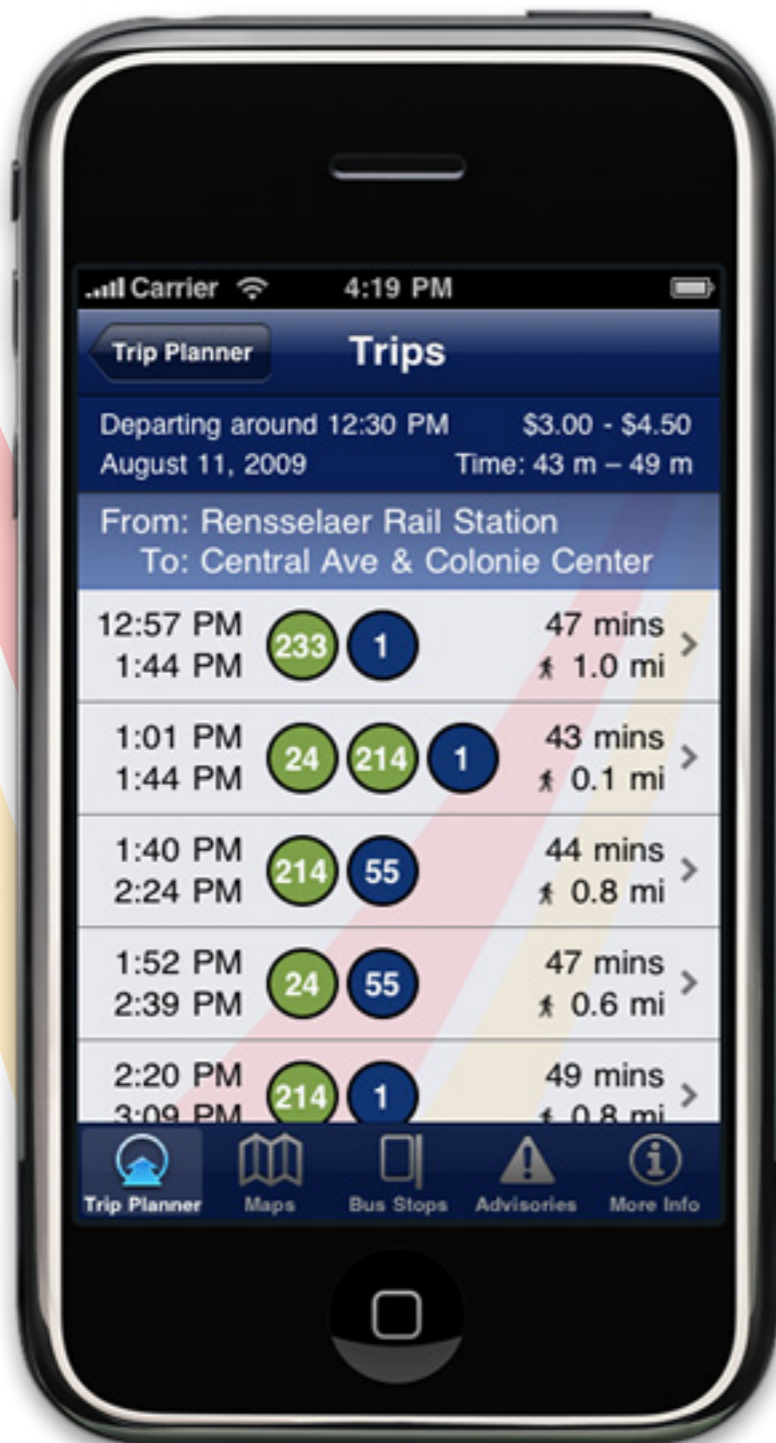 Carrier 4:19 PM
Trip Planner Trips
Departing around 12:30 PM $3.00 - $4.50
August 11, 2009 Time: 43 m – 49 m
From: Rensselaer Rail Station
To: Central Ave & Colonie Center
12:57 PM 233 1 47 mins
1:44 PM 1.0 mi
1:01 PM 24 214 1 43 mins
1:44 PM 0.1 mi
1:40 PM 214 55 44 mins
2:24 PM 0.8 mi
1:52 PM 24 55 47 mins
2:39 PM 0.6 mi
2:20 PM 214 1 49 mins
3:09 PM 0.8 mi
Trip Planner Maps Bus Stops Advisories More Info